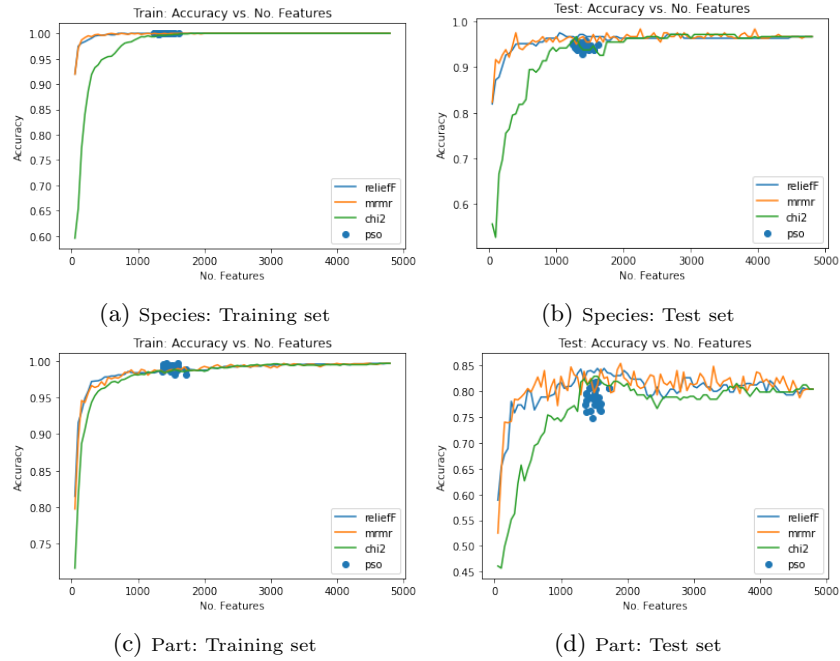 Train: Accuracy vs. No. Features
1.00
0.95
0.90
0.85
0.80
0.75
0.70
0.65
0.60
Accuracy
0
1000
2000
3000
4000
5000
No. Features
reliefF
mrmr
chi2
pso
(a) Species: Training set
Test: Accuracy vs. No. Features
1.0
0.9
0.8
0.7
0.6
Accuracy
0
1000
2000
3000
4000
5000
No. Features
reliefF
mrmr
chi2
pso
(b) Species: Test set
Train: Accuracy vs. No. Features
1.00
0.95
0.90
0.85
0.80
0.75
Accuracy
0
1000
2000
3000
4000
5000
No. Features
reliefF
mrmr
chi2
pso
(c) Part: Training set
Test: Accuracy vs. No. Features
0.85
0.80
0.75
0.70
0.65
0.60
0.55
0.50
0.45
Accuracy
0
1000
2000
3000
4000
5000
No. Features
reliefF
mrmr
chi2
pso
(d) Part: Test set